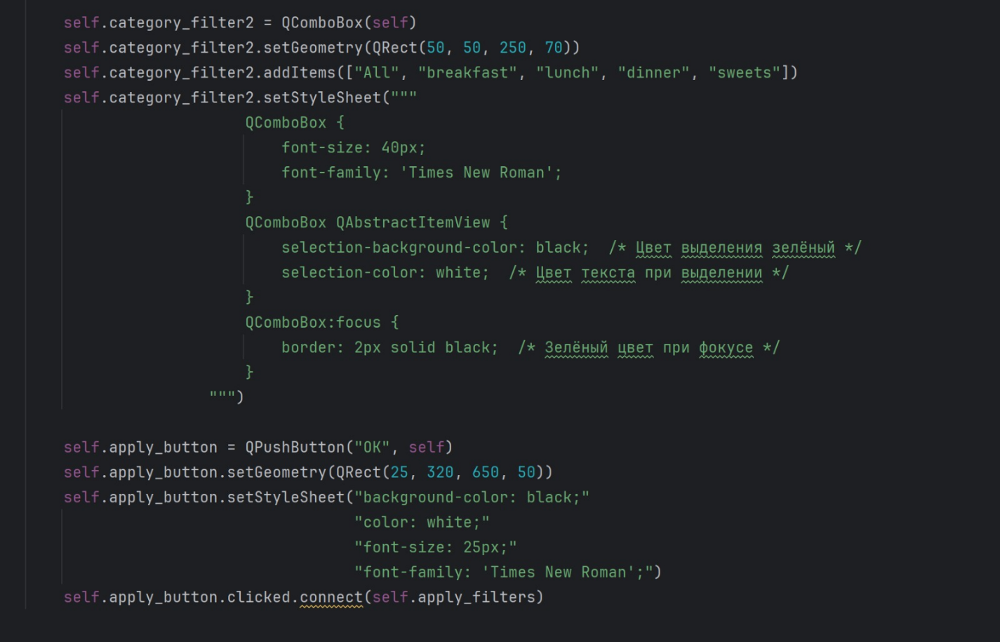 self.category_filter2 = QComboBox(self)
self.category_filter2.setGeometry(QRect(50, 50, 250, 70))
self.category_filter2.addItems(["All", "breakfast", "lunch", "dinner", "sweets"])
self.category_filter2.setStyleSheet("""
QComboBox {
font-size: 40px;
font-family: 'Times New Roman';
}
QComboBox QAbstractItemView {
selection-background-color: black;  /* Цвет выделения зелёный */
selection-color: white;  /* Цвет текста при выделении */
}
QComboBox:focus {
border: 2px solid black;  /* Зелёный цвет при фокусе */
}
""")
self.apply_button = QPushButton("OK", self)
self.apply_button.setGeometry(QRect(25, 320, 650, 50))
self.apply_button.setStyleSheet("background-color: black;"
"color: white;"
"font-size: 25px;"
"font-family: 'Times New Roman';")
self.apply_button.clicked.connect(self.apply_filters)